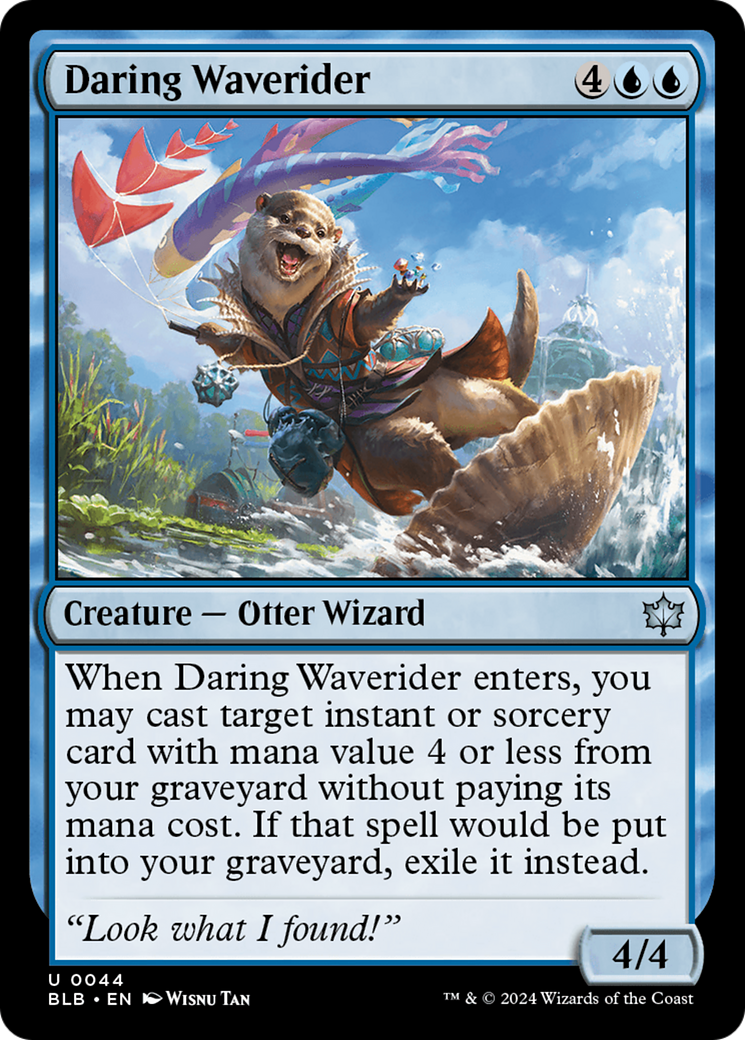 Daring Waverider 4
Creature — Otter Wizard
When Daring Waverider enters, you
may cast target instant or sorcery
card with mana value 4 or less from
your graveyard without paying its
mana cost. If that spell would be put
into your graveyard, exile it instead.
“Look what I found!”
4/4
U 0044
BLB • EN Wisnu Tan
™ & © 2024 Wizards of the Coast